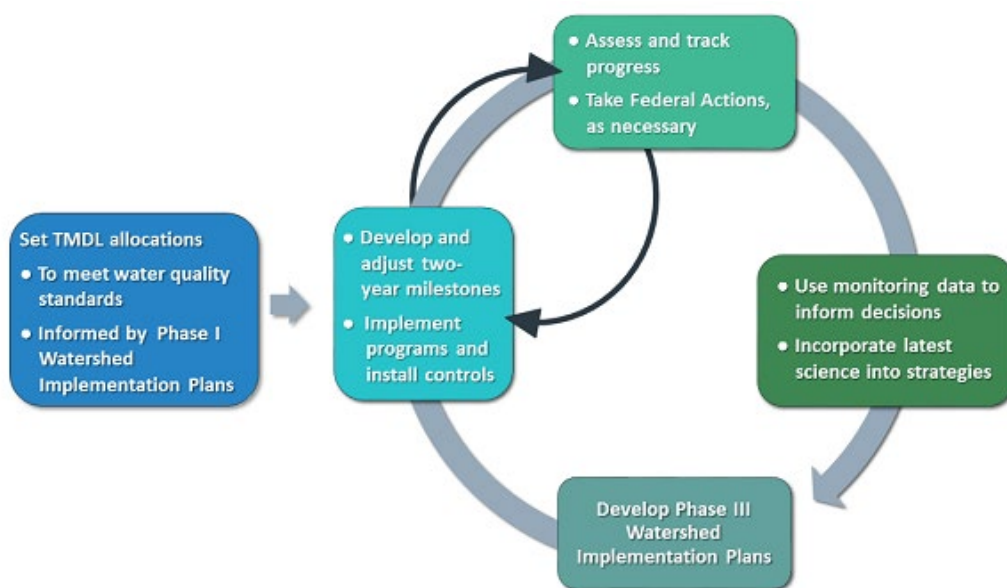 Set TMDL allocations
● To meet water quality
standards
● Informed by Phase I
Watershed
Implementation Plans
● Develop and
adjust two-
year milestones
● Implement
programs and
install controls
● Assess and track
progress
● Take Federal Actions,
as necessary
● Use monitoring data to
inform decisions
● Incorporate latest
science into strategies
Develop Phase III
Watershed
Implementation Plans